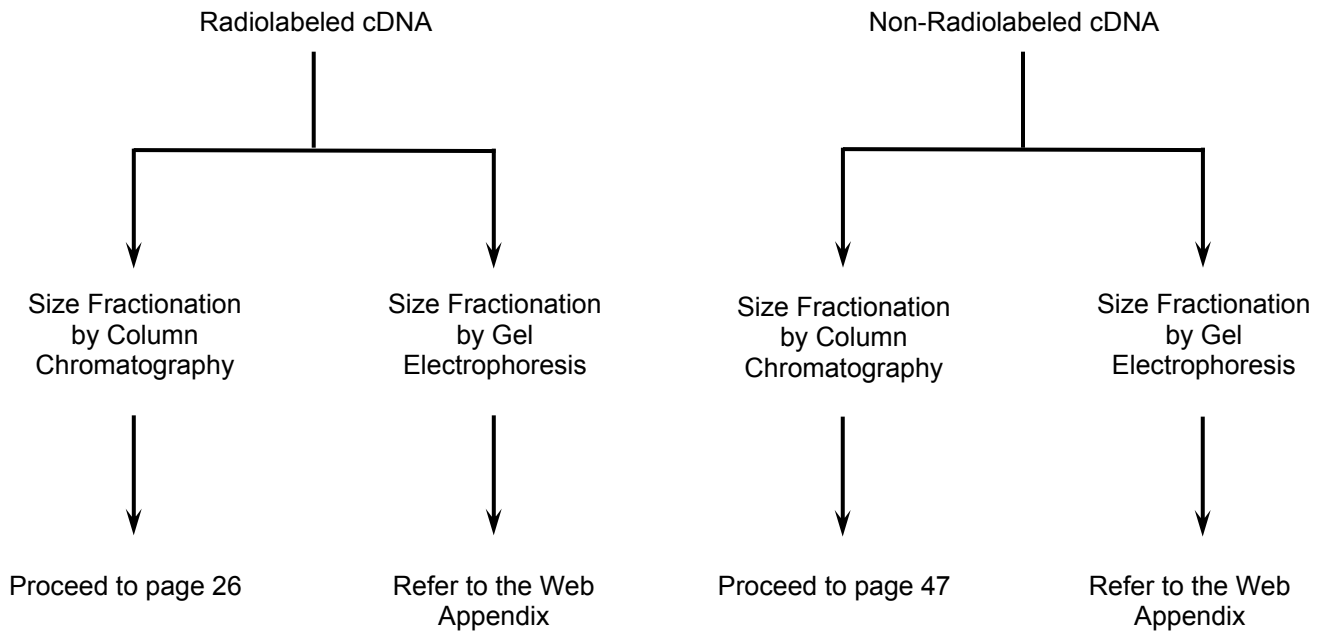 Radiolabeled cDNA
Non-Radiolabeled cDNA
Size Fractionation
by Column
Chromatography
Size Fractionation
by Gel
Electrophoresis
Size Fractionation
by Column
Chromatography
Size Fractionation
by Gel
Electrophoresis
Proceed to page 26
Refer to the Web
Appendix
Proceed to page 47
Refer to the Web
Appendix